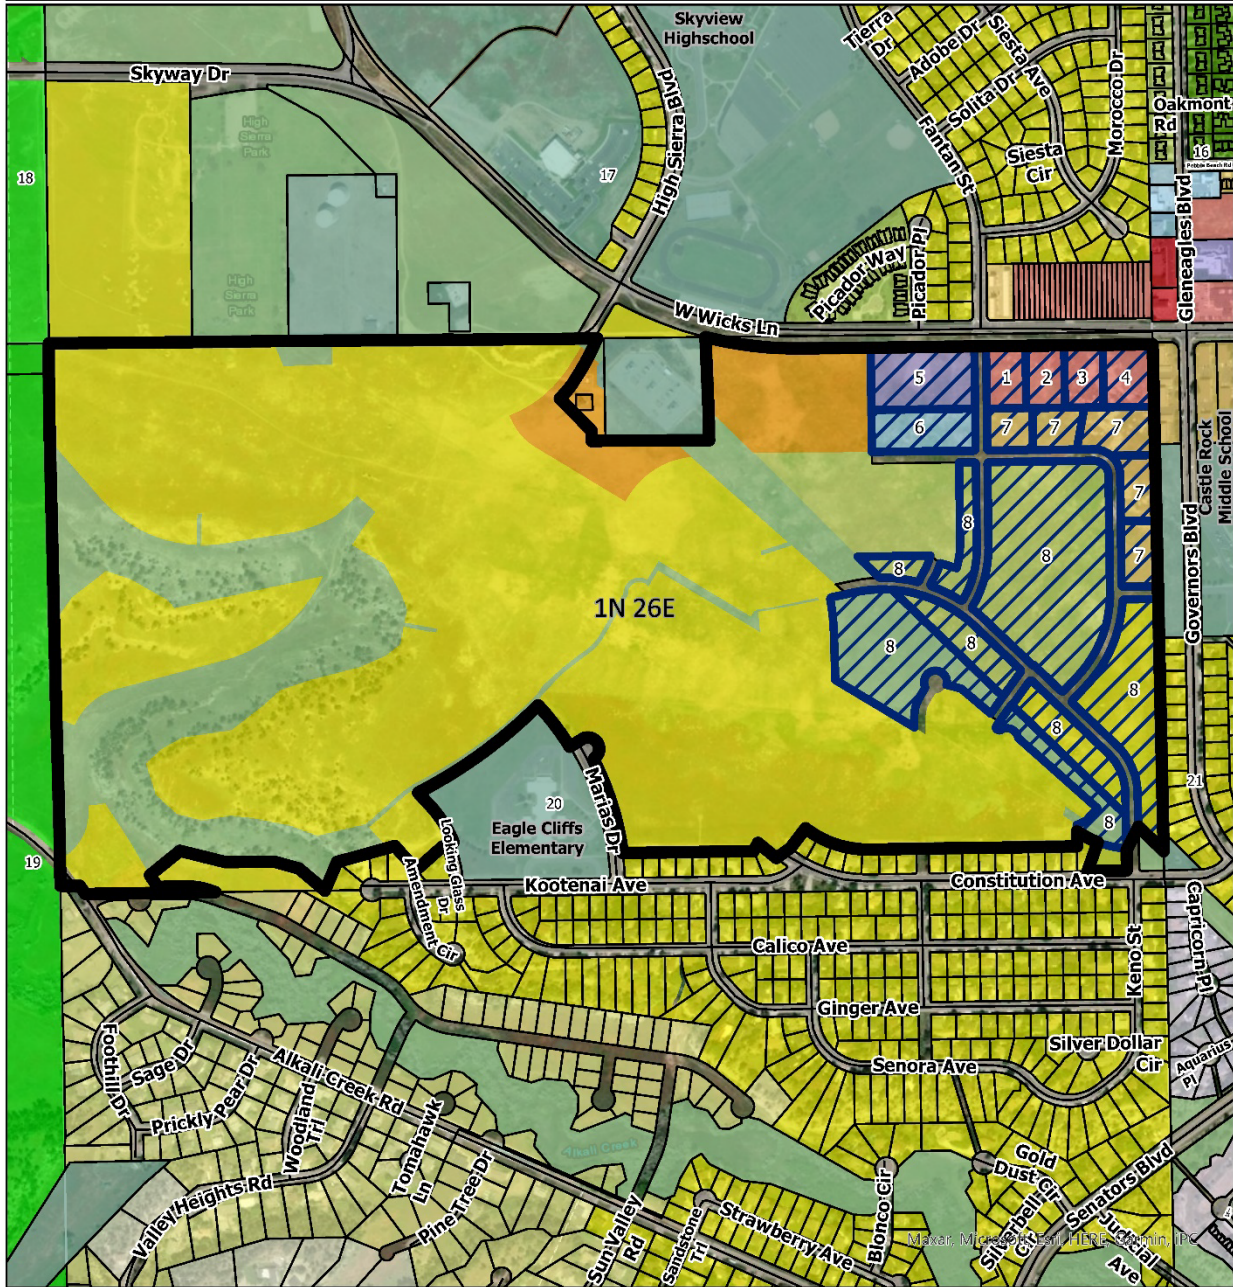 Skyview
Highschool
Tierra
Dr
Adobe Dr
Siesta Ave
Solita Dr
Morocco Dr
Skyway Dr
High Sierra Blvd
Fantan St
Oakmont
Rd
16
Pebble Beach Rd
High
Sierra
Park
Siesta
Cir
18
17
Gleneagles Blvd
Picador Way
Picador Pl
High
Sierra
Park
W Wicks Ln
5
1
2
3
4
6
7
7
7
Castle Rock
Middle School
7
8
8
7
8
Governors Blvd
1N 26E
8
8
8
8
21
Marias Dr
20
Eagle Cliffs
Elementary
8
19
Looking Glass
Dr
Amendment Cir
Kootenai Ave
Constitution Ave
Capricorn Pl
Calico Ave
Keno St
Ginger Ave
Silver Dollar
Cir
Senora Ave
Aquarius
Pl
Foothill Dr
Sage Dr
Alkali Creek Rd
Prickly Pear Dr
Woodland
Trl
Tomahawk
Ln
Pine Tree Dr
Alkali Creek
Gold
Dust Cir
Senators Blvd
Valley Heights Rd
Sun Valley
Rd
Sandstone
Trl
Strawberry Ave
Blonco Cir
Silverbell
Cir
Judicial
Ave
Maxar, Microsoft, Esri, HERE, Garmin, iPC